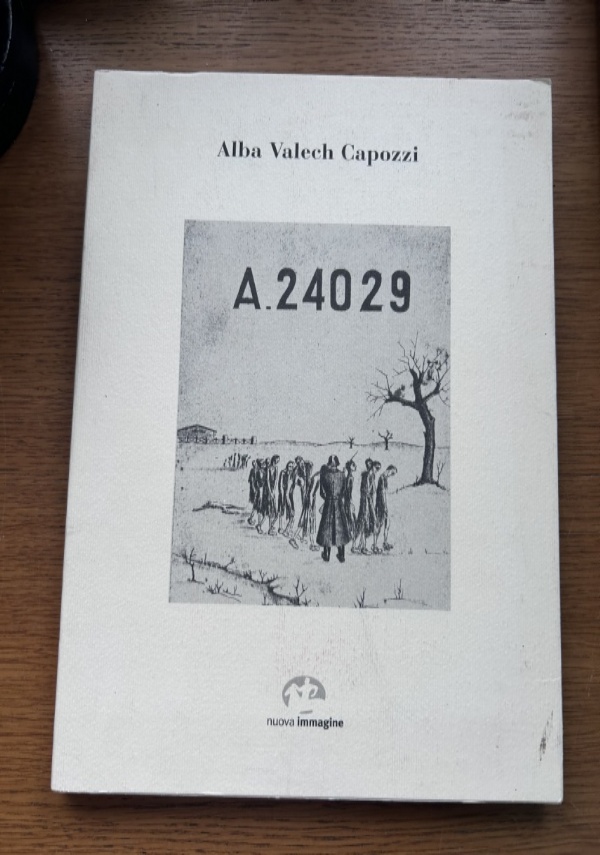 Alba Valech Capozzi
A.24029
nuova immagine